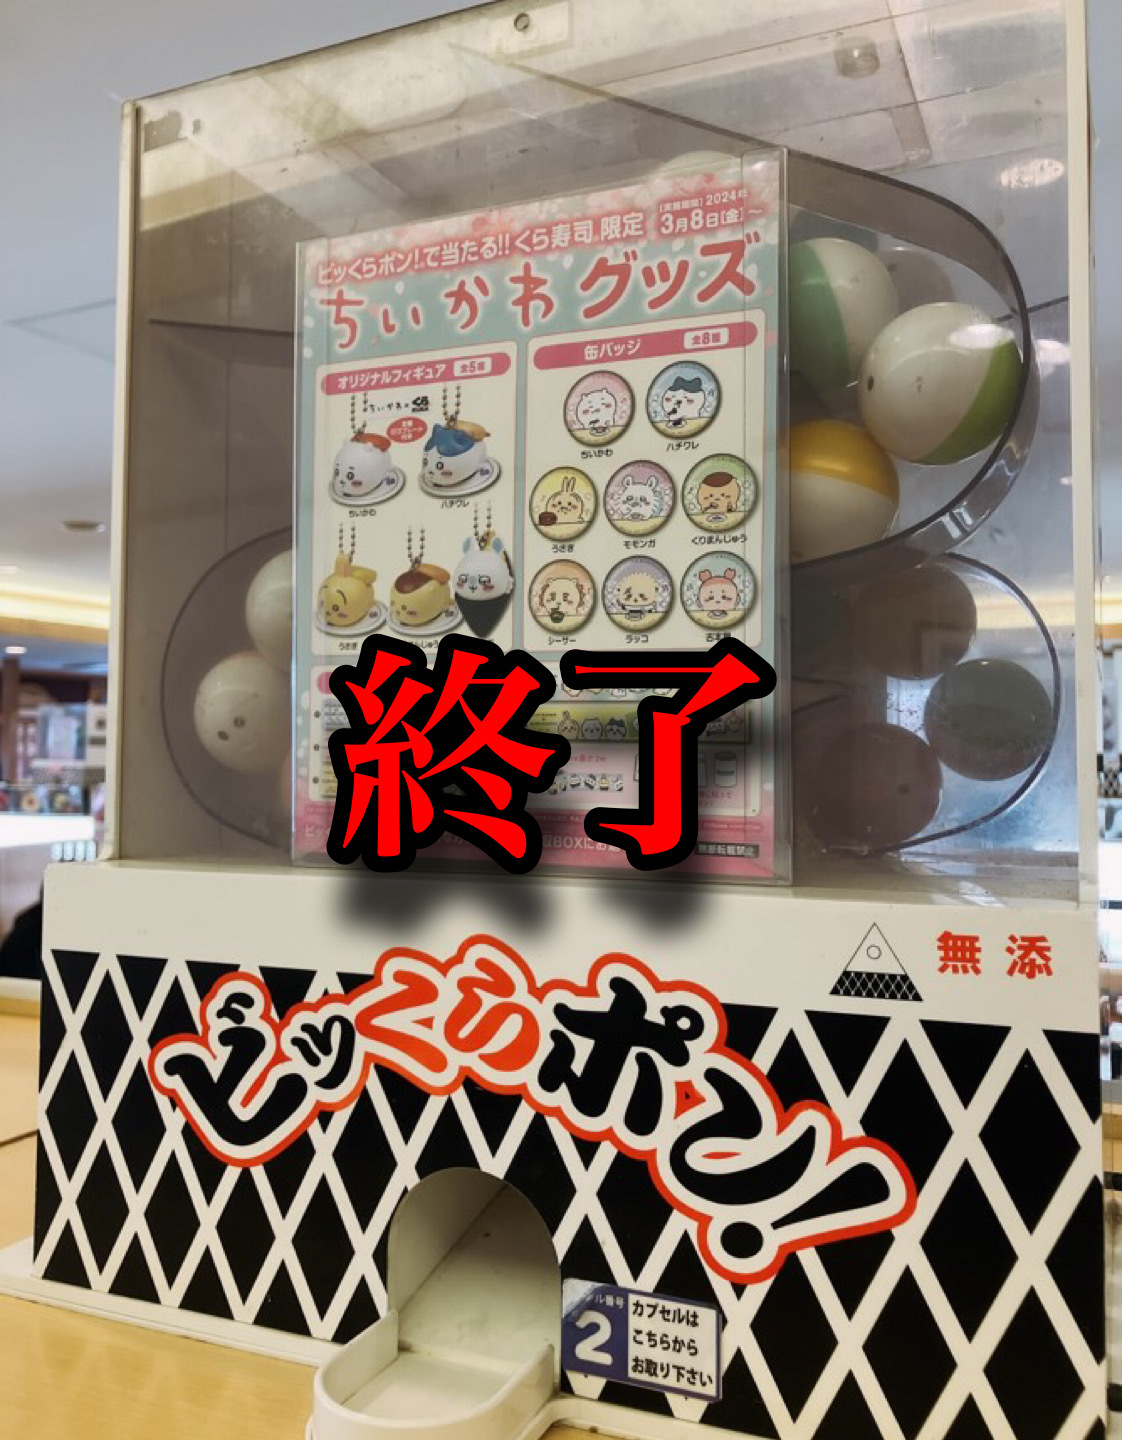 ビッくらポン!で当たる!!くら寿司 限定
[実施期間] 2024年
3月8日[金]～
ちいかわグッズ
オリジナルフィギュア 全5種
缶バッジ 全8種
ちいかわ
ハチワレ
ちいかわ
ハチワレ
うさぎ
モモンガ
くりまんじゅう
うさぎ
シーサー
ラッコ
古本屋
終了
無断転載禁止
無添
ビッくらポン!
2
カプセルは
こちらから
お取り下さい